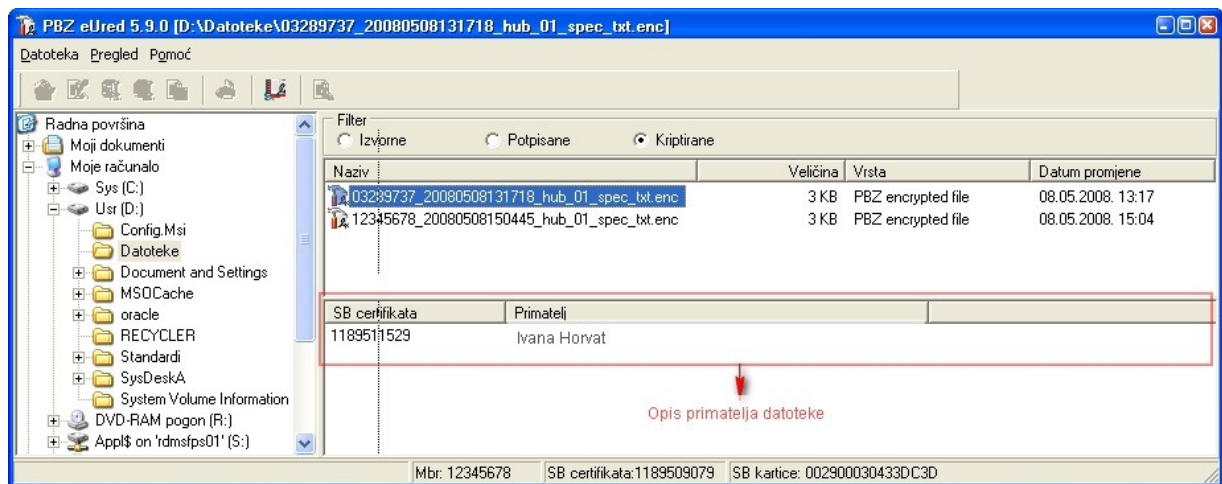 PBZ eUred 5.9.0 [D:\Datoteke\03289737_20080508131718_hub_01_spec_txt.enc]
Datoteka Pregled Pomoć
Radna površina
Moji dokumenti
Moje računalo
Sys (C:)
Usr (D:)
Config.Msi
Datoteke
Document and Settings
MSOCache
oracle
RECYCLER
Standardi
SysDeskA
System Volume Information
DVD-RAM pogon (R:)
Appl$ on 'rdmsfps01' (S:)
Filter
Izvorne Potpisane Kriptirane
Naziv Veličina Vrsta Datum promjene
03289737_20080508131718_hub_01_spec_txt.enc 3 KB PBZ encrypted file 08.05.2008. 13:17
12345678_20080508150445_hub_01_spec_txt.enc 3 KB PBZ encrypted file 08.05.2008. 15:04
SB certifikata Primatelj
1189511529 Ivana Horvat
Opis primatelja datoteke
Mbr: 12345678 SB certifikata:1189509079 SB kartice: 002900030433DC3D